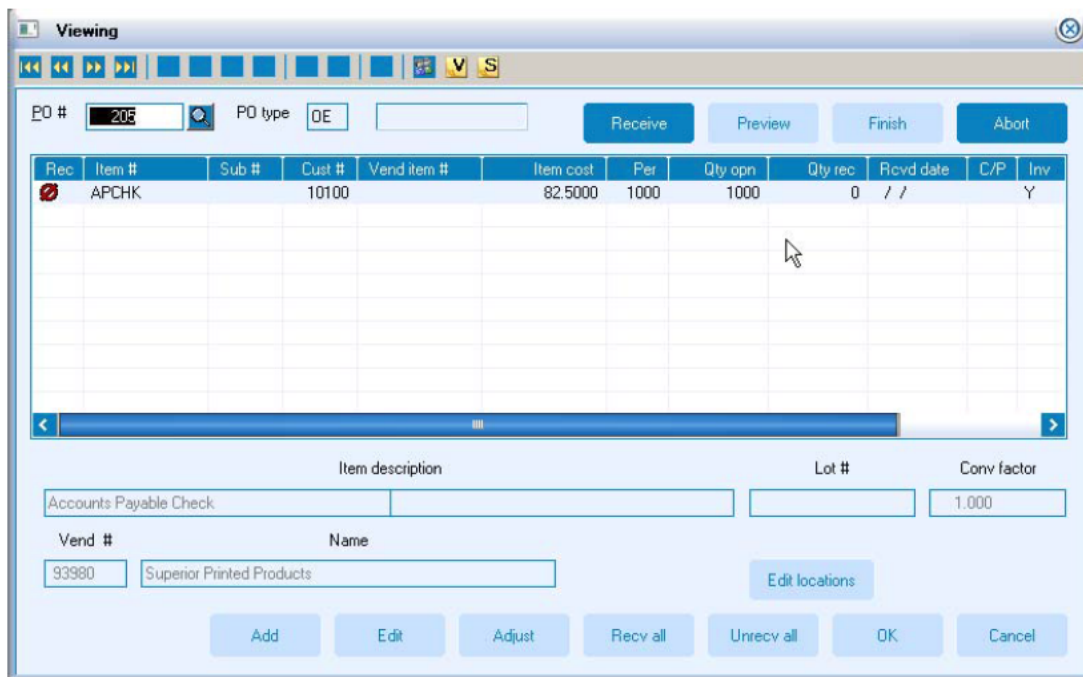 Viewing
V S
PO # 205 PO type OE Receive Preview Finish Abort
Rec Item # Sub # Cust # Vend item # Item cost Per Qty opn Qty rec Rcvd date C/P Inv
APCHK 10100 82.5000 1000 1000 0 / / Y
Item description Lot # Conv factor
Accounts Payable Check 1.000
Vend # Name
93980 Superior Printed Products Edit locations
Add Edit Adjust Recv all Unrecv all OK Cancel